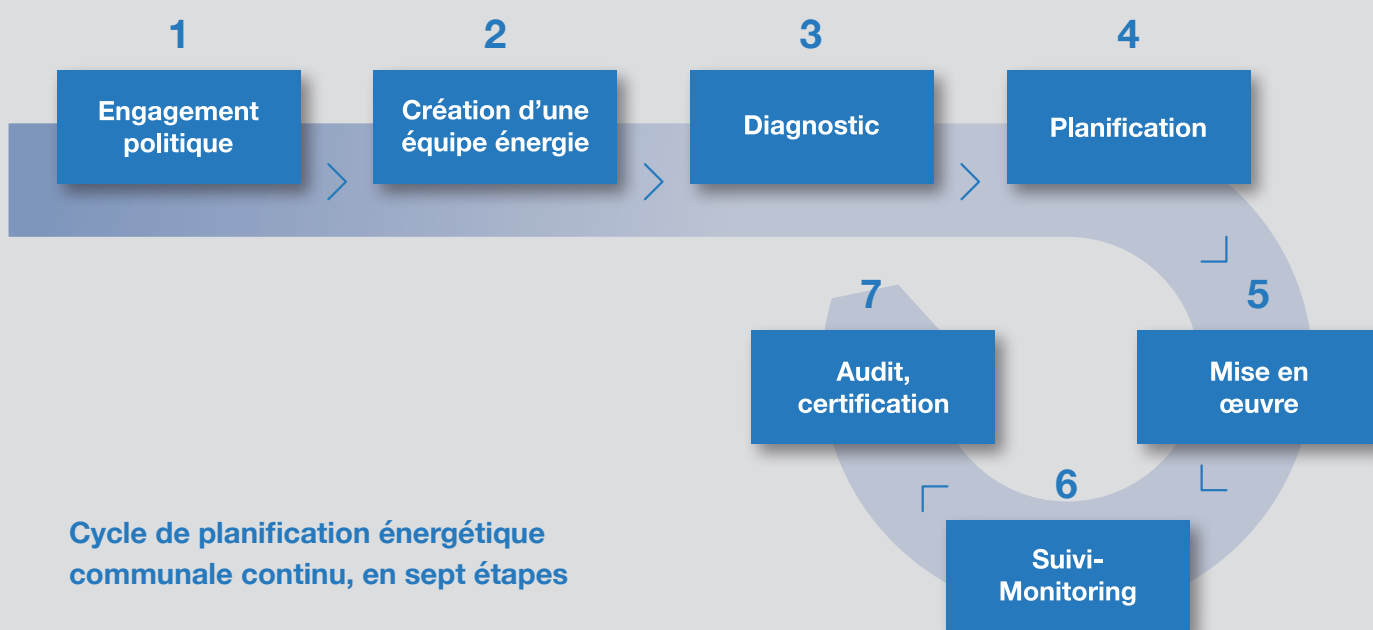 1
Engagement
politique
2
Création d’une
équipe énergie
3
Diagnostic
4
Planification
5
Mise en
œuvre
6
Suivi-
Monitoring
7
Audit,
certification
Cycle de planification énergétique
communale continu, en sept étapes